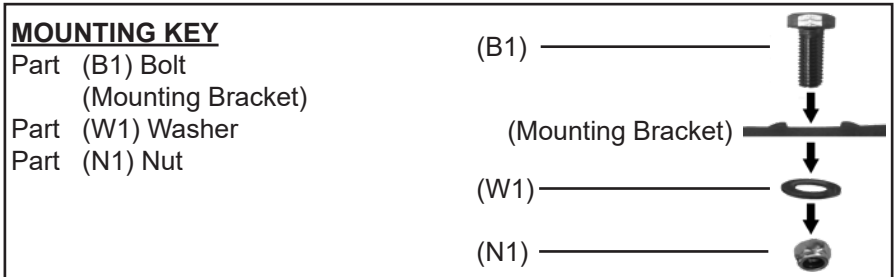 MOUNTING KEY
Part (B1) Bolt
(Mounting Bracket)
Part (W1) Washer
Part (N1) Nut
(B1)
(Mounting Bracket)
(W1)
(N1)